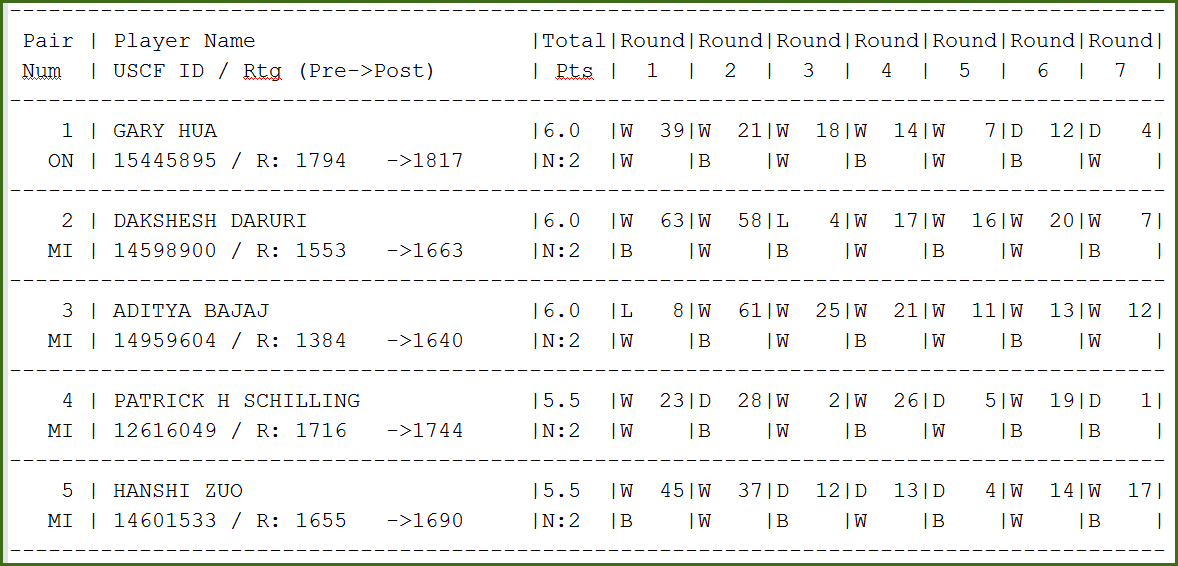 -----------------------------------------------------------------------------------------
 Pair | Player Name                     |Total|Round|Round|Round|Round|Round|Round|Round|
 Num  | USCF ID / Rtg (Pre->Post)       | Pts |  1  |  2  |  3  |  4  |  5  |  6  |  7  |
-----------------------------------------------------------------------------------------
    1 | GARY HUA                        |6.0  |W  39|W  21|W  18|W  14|W   7|D  12|D   4|
   ON | 15445895 / R: 1794   ->1817     |N:2  |W    |B    |W    |B    |W    |B    |W    |
-----------------------------------------------------------------------------------------
    2 | DAKSHESH DARURI                 |6.0  |W  63|W  58|L   4|W  17|W  16|W  20|W   7|
   MI | 14598900 / R: 1553   ->1663     |N:2  |B    |W    |B    |W    |B    |W    |B    |
-----------------------------------------------------------------------------------------
    3 | ADITYA BAJAJ                    |6.0  |L   8|W  61|W  25|W  21|W  11|W  13|W  12|
   MI | 14959604 / R: 1384   ->1640     |N:2  |W    |B    |W    |B    |W    |B    |W    |
-----------------------------------------------------------------------------------------
    4 | PATRICK H SCHILLING             |5.5  |W  23|D  28|W   2|W  26|D   5|W  19|D   1|
   MI | 12616049 / R: 1716   ->1744     |N:2  |W    |B    |W    |B    |W    |B    |B    |
-----------------------------------------------------------------------------------------
    5 | HANSHI ZUO                      |5.5  |W  45|W  37|D  12|D  13|D   4|W  14|W  17|
   MI | 14601533 / R: 1655   ->1690     |N:2  |B    |W    |B    |W    |B    |W    |B    |
-----------------------------------------------------------------------------------------